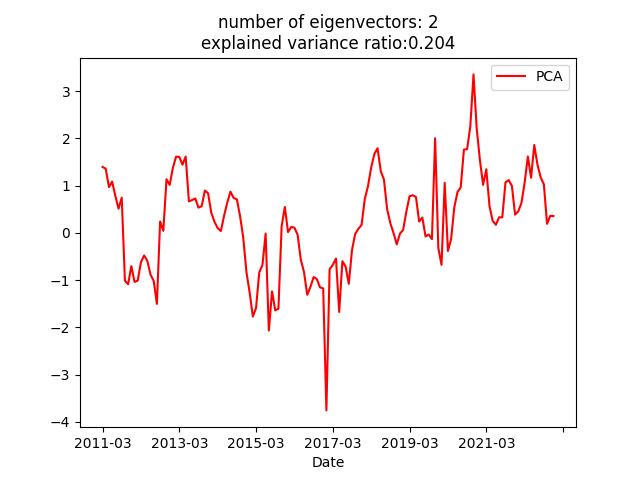 number of eigenvectors: 2
explained variance ratio:0.204
PCA
3
2
1
0
−1
−2
−3
−4
2011-03 2013-03 2015-03 2017-03 2019-03 2021-03
Date